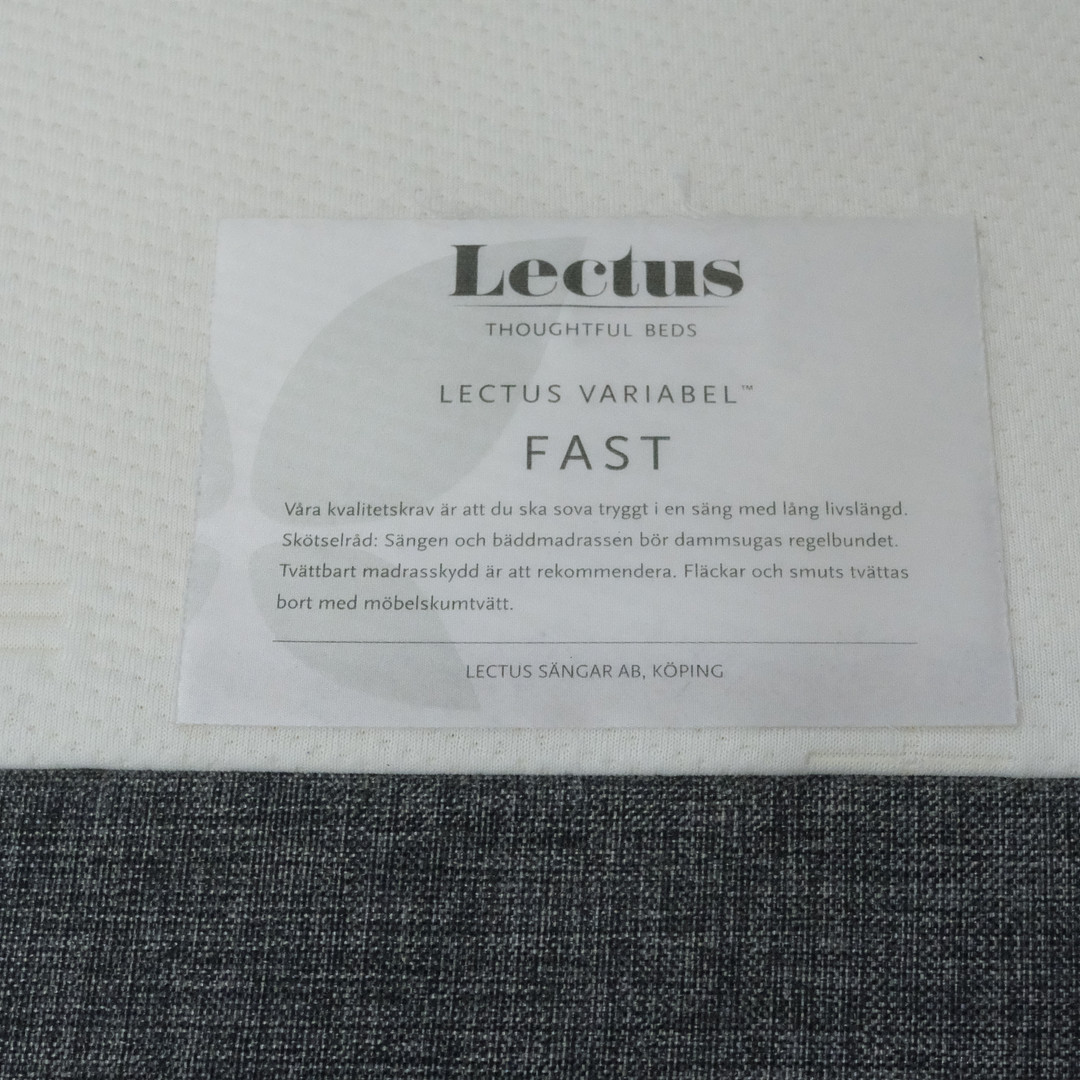 Lectus
THOUGHTFUL BEDS
LECTUS VARIABEL™
FAST
Våra kvalitetskrav är att du ska sova tryggt i en säng med lång livslängd.
Skötselråd: Sängen och bäddmadrassen bör dammsugas regelbundet.
Tvättbart madrasskydd är att rekommendera. Fläckar och smuts tvättas
bort med möbelskumtvätt.
LECTUS SÄNGAR AB, KÖPING